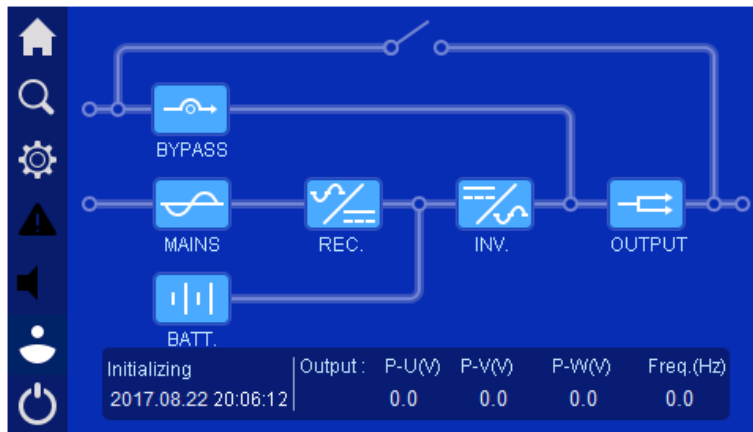 BYPASS
MAINS REC. INV. OUTPUT
BATT.
Initializing Output : P-U(V) P-V(V) P-W(V) Freq.(Hz)
2017.08.22 20:06:12 0.0 0.0 0.0 0.0